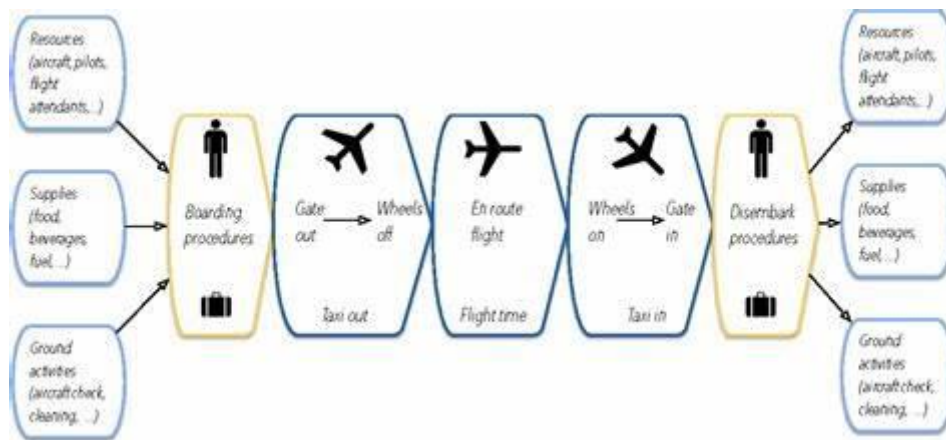 Resources
(aircraft, pilots,
flight
attendants,...)
Supplies
(food,
beverages,
fuel, ...)
Ground
activities
(aircraft check,
cleaning, ...)
Boarding
procedures
Gate
out
Wheels
off
Taxi out
En route
flight
Flight time
Wheels
on
Gate
in
Taxi in
Disembark
procedures
Resources
(aircraft, pilots,
flight
attendants,...)
Supplies
(food,
beverages,
fuel, ...)
Ground
activities
(aircraft check,
cleaning, ...)